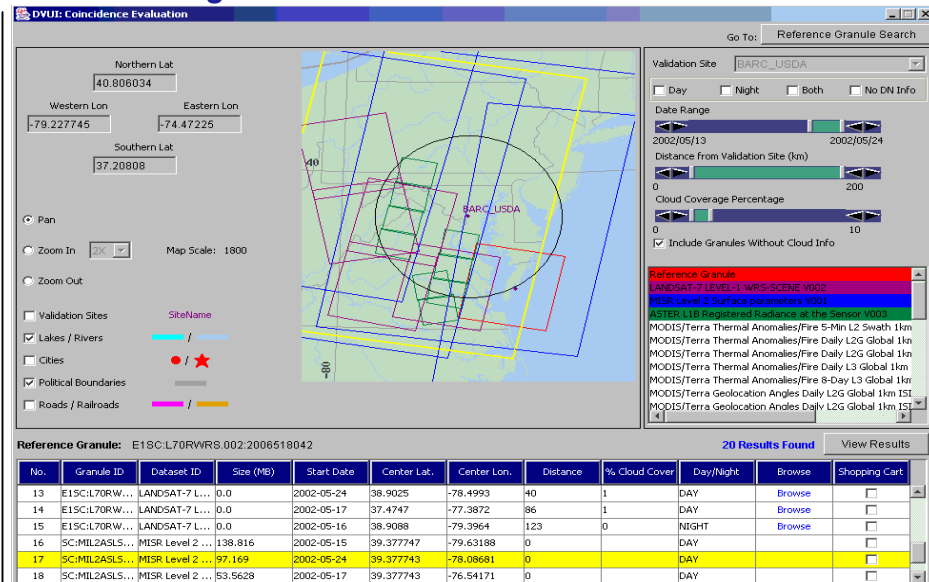 DVUI: Coincidence Evaluation
Go To: Reference Granule Search
Northern Lat
40.806034
Western Lon Eastern Lon
-79.227745 -74.47225
Southern Lat
37.20808
Pan
Zoom In 2X Map Scale: 1800
Zoom Out
Validation Sites SiteName
Lakes / Rivers /
Cities /
Political Boundaries
Roads / Railroads /
40
BARC_USDA
-80
Validation Site BARC_USDA
Day Night Both No DN Info
Date Range
2002/05/13 2002/05/24
Distance from Validation Site (km)
0 200
Cloud Coverage Percentage
0 10
Include Granules Without Cloud Info
Reference Granule
LANDSAT-7 LEVEL-1 WRS-SCENE V002
MISR Level 2 Surface parameters V001
ASTER L1B Registered Radiance at the Sensor V003
MODIS/Terra Thermal Anomalies/Fire 5-Min L2 Swath 1km
MODIS/Terra Thermal Anomalies/Fire Daily L2G Global 1km
MODIS/Terra Thermal Anomalies/Fire Daily L3 Global 1km
MODIS/Terra Thermal Anomalies/Fire 8-Day L3 Global 1km
MODIS/Terra Geolocation Angles Daily L2G Global 1km ISI
MODIS/Terra Geolocation Angles Daily L2G Global 1km ISI
Reference Granule: E1SC:L70RWRS.002:2006518042
20 Results Found View Results
No. Granule ID Dataset ID Size (MB) Start Date Center Lat. Center Lon. Distance % Cloud Cover Day/Night Browse Shopping Cart
13 E1SC:L70RW... LANDSAT-7 L... 0.0 2002-05-24 38.9025 -78.4993 40 1 DAY Browse
14 E1SC:L70RW... LANDSAT-7 L... 0.0 2002-05-17 37.4747 -77.3872 86 1 DAY Browse
15 E1SC:L70RW... LANDSAT-7 L... 0.0 2002-05-16 38.9088 -79.3964 123 0 NIGHT Browse
16 SC:MIL2ASLS... MISR Level 2 ... 138.816 2002-05-15 39.377747 -79.63188 0 DAY
17 SC:MIL2ASLS... MISR Level 2 ... 97.169 2002-05-24 39.377743 -78.08681 0 DAY
18 SC:MIL2ASLS... MISR Level 2 ... 53.5628 2002-05-17 39.377743 -76.54171 0 DAY